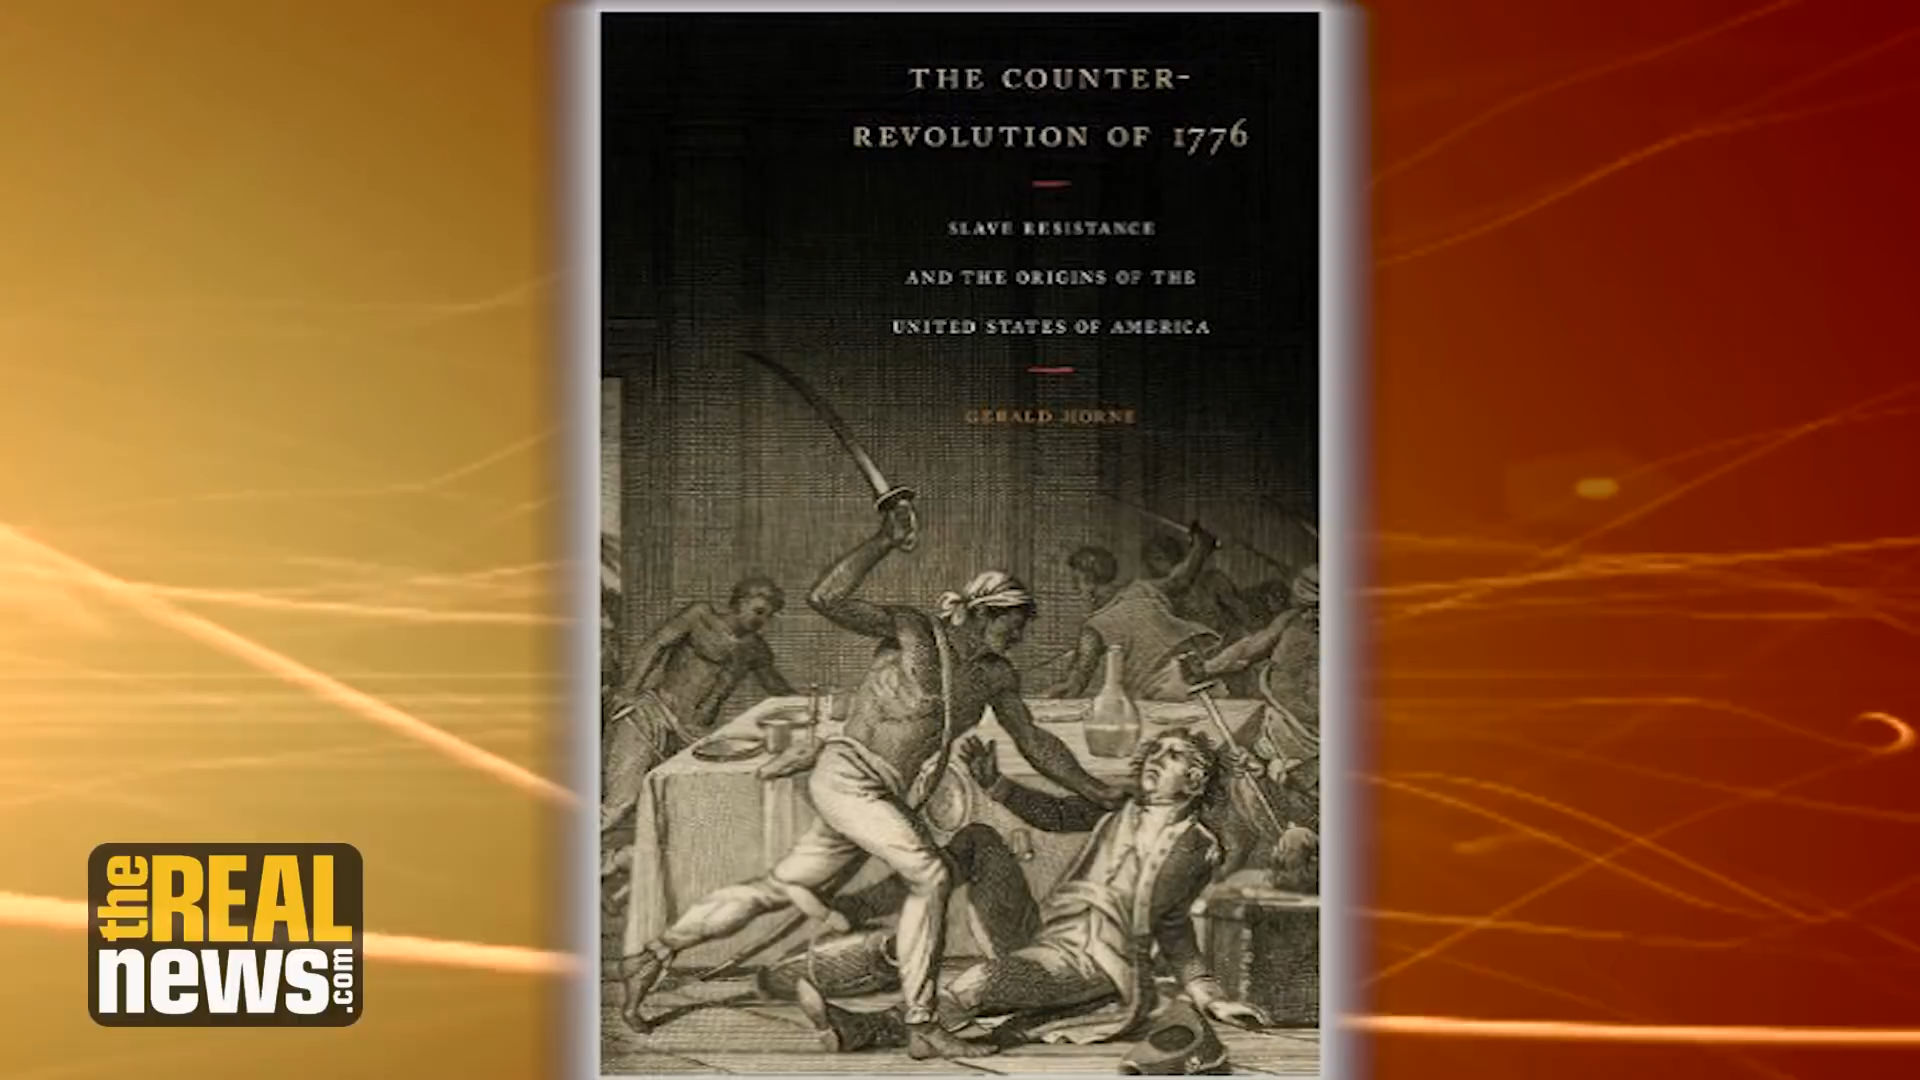 THE COUNTER-
REVOLUTION OF 1776
SLAVE RESISTANCE
AND THE ORIGINS OF THE
UNITED STATES OF AMERICA
GERALD HORNE
the REAL
news.com